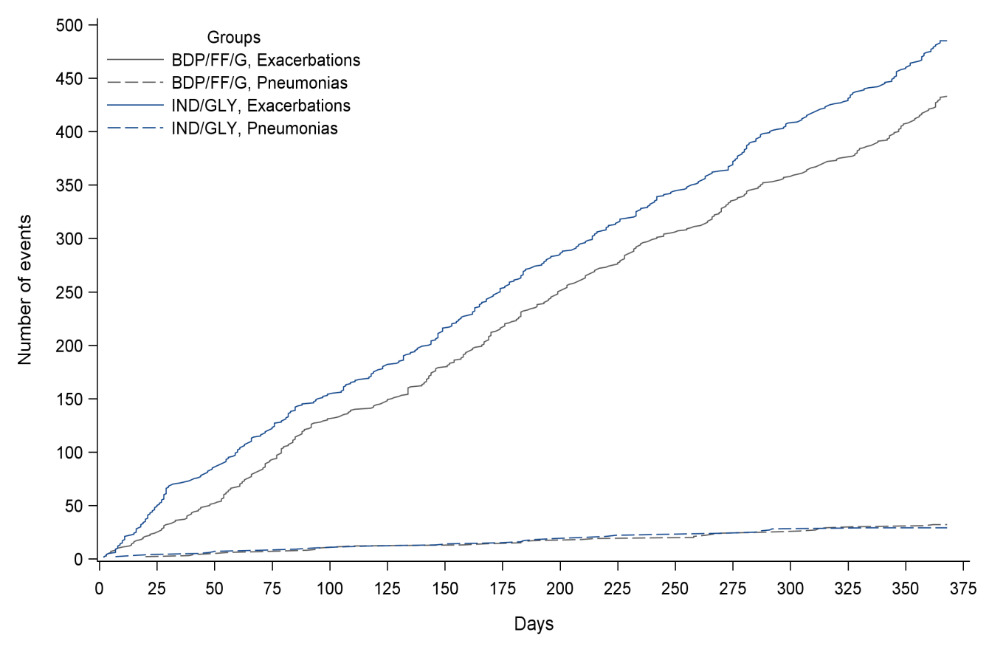 500
450
400
350
300
250
200
150
100
50
0
Number of events
Groups
BDP/FF/G, Exacerbations
BDP/FF/G, Pneumonias
IND/GLY, Exacerbations
IND/GLY, Pneumonias
0 25 50 75 100 125 150 175 200 225 250 275 300 325 350 375
Days